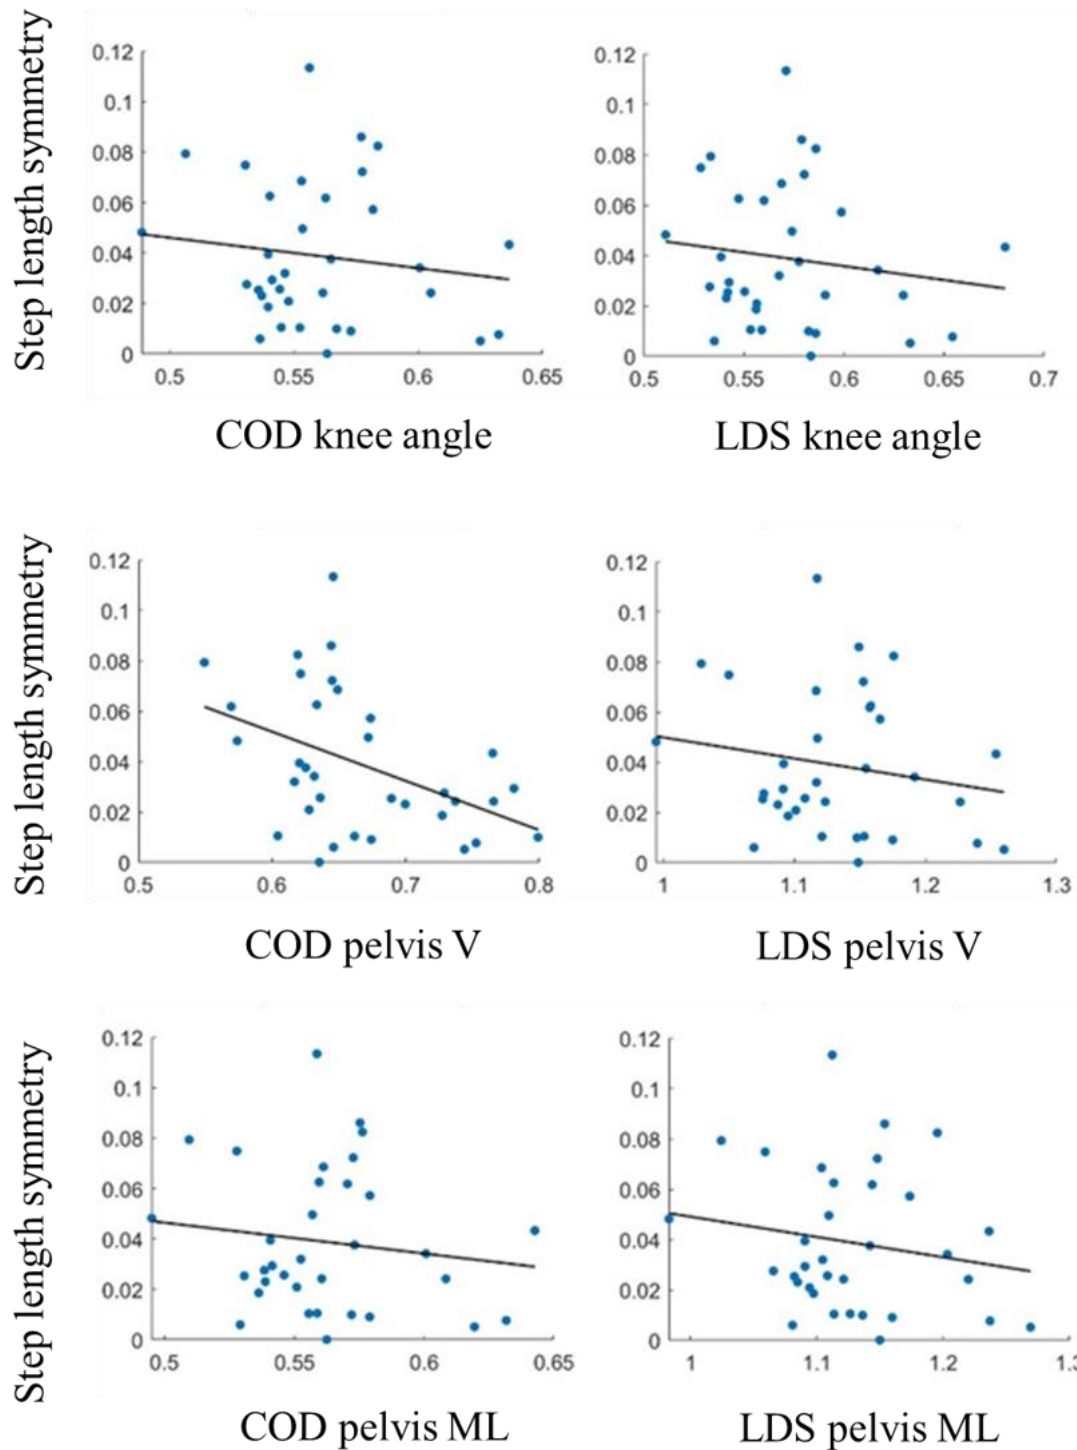 Step length symmetry
0.12
0.1
0.08
0.06
0.04
0.02
0
0.5 0.55 0.6 0.65
COD knee angle
0.12
0.1
0.08
0.06
0.04
0.02
0
0.5 0.55 0.6 0.65 0.7
LDS knee angle
Step length symmetry
0.12
0.1
0.08
0.06
0.04
0.02
0
0.5 0.6 0.7 0.8
COD pelvis V
0.12
0.1
0.08
0.06
0.04
0.02
0
1 1.1 1.2 1.3
LDS pelvis V
Step length symmetry
0.12
0.1
0.08
0.06
0.04
0.02
0
0.5 0.55 0.6 0.65
COD pelvis ML
0.12
0.1
0.08
0.06
0.04
0.02
0
1 1.1 1.2 1.3
LDS pelvis ML